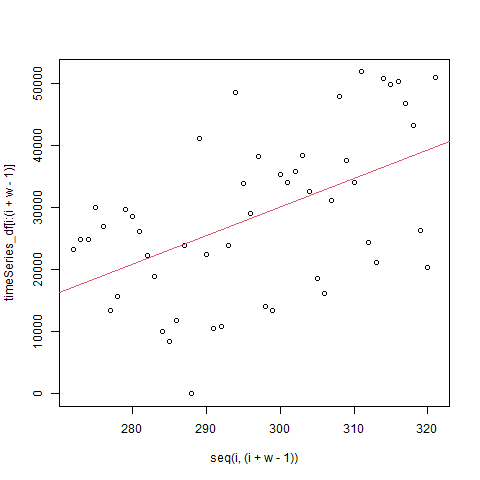 timeSeries_df[i:(i + w - 1)]
50000
40000
30000
20000
10000
0
280 290 300 310 320
seq(i, (i + w - 1))